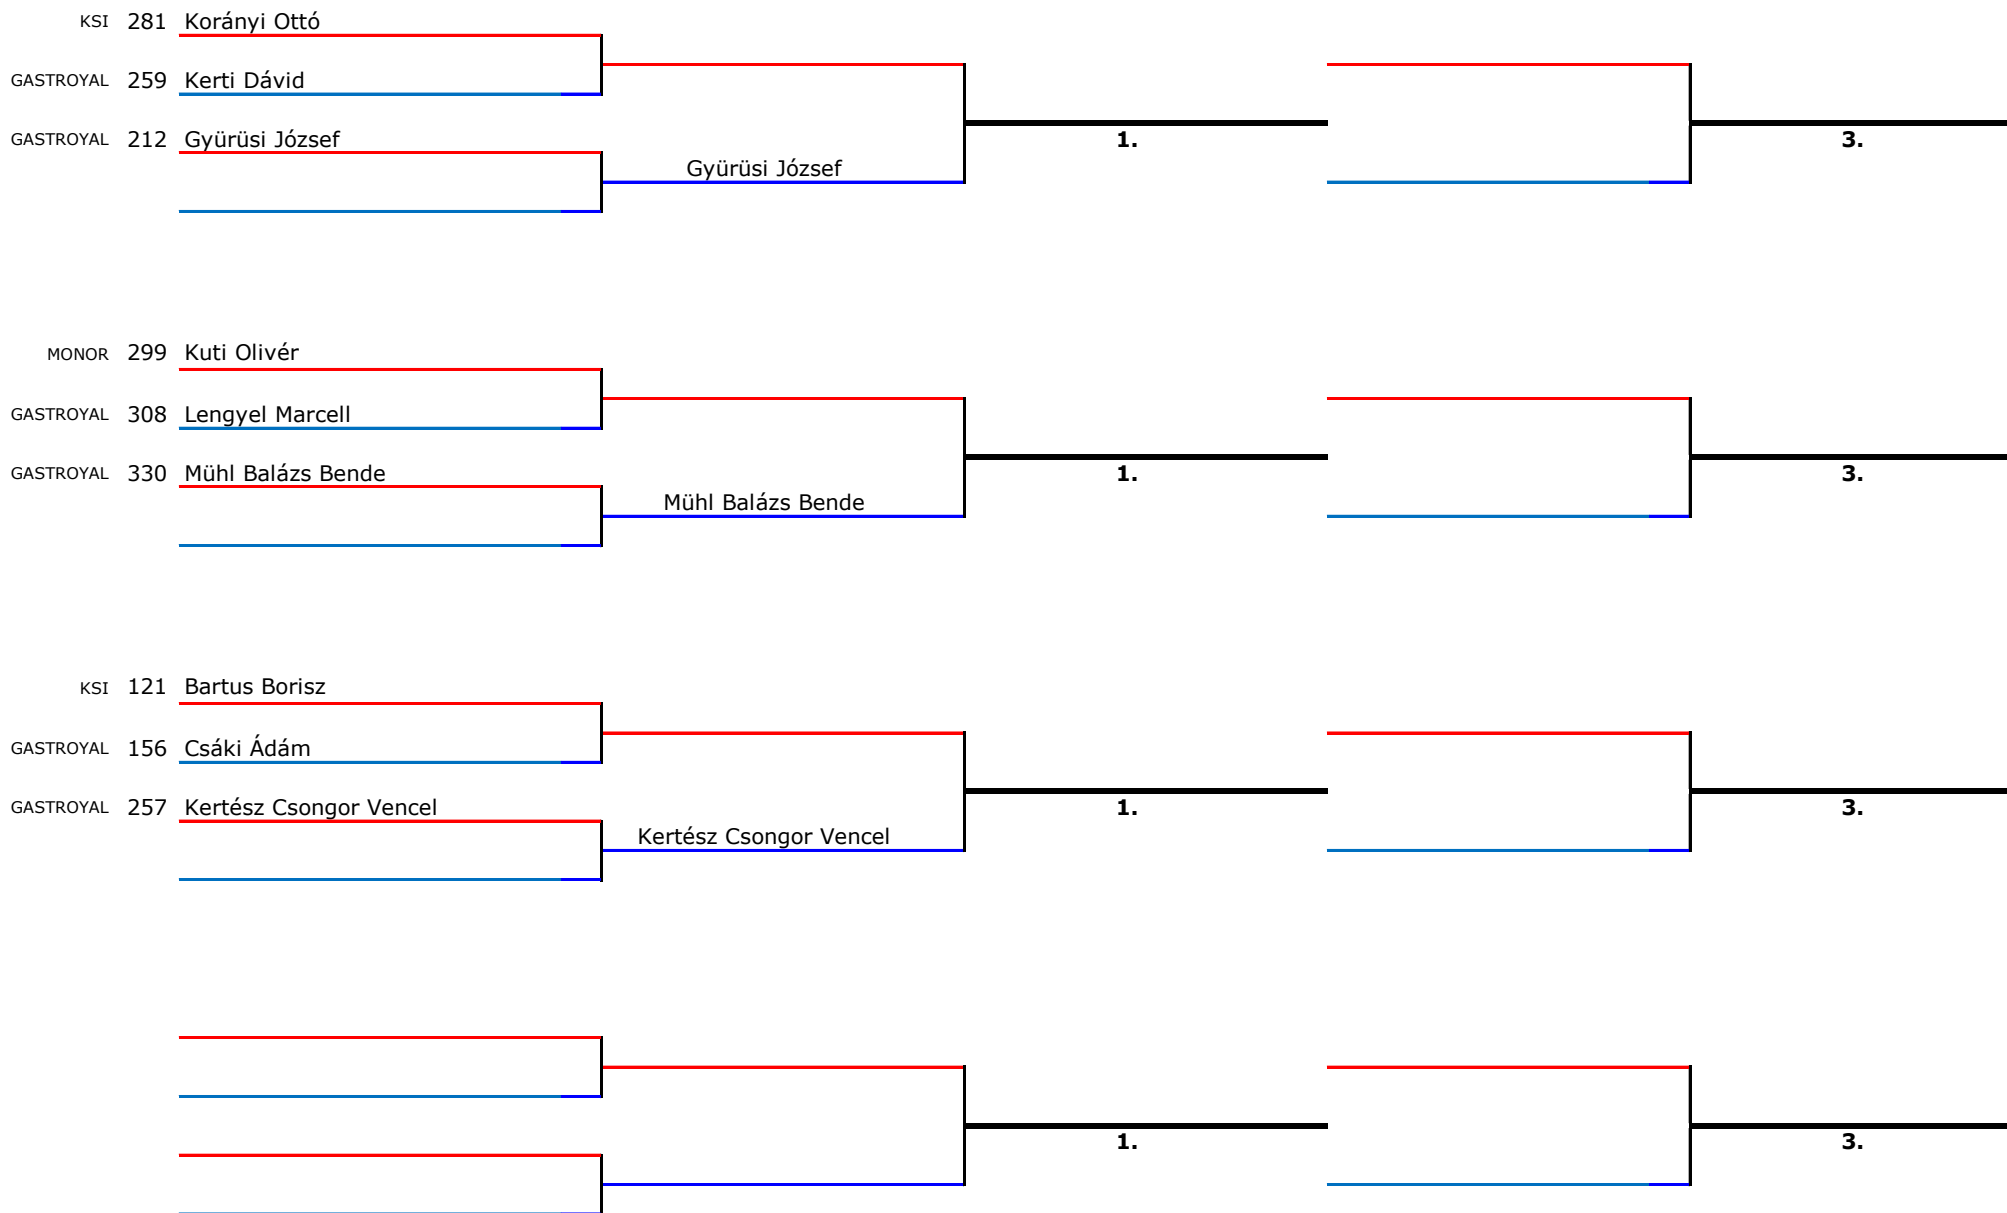 KSI 281 Korányi Ottó
GASTROYAL 259 Kerti Dávid
GASTROYAL 212 Gyürüsi József
1.
3.
Gyürüsi József
MONOR 299 Kuti Olivér
GASTROYAL 308 Lengyel Marcell
GASTROYAL 330 Mühl Balázs Bende
1.
3.
Mühl Balázs Bende
KSI 121 Bartus Borisz
GASTROYAL 156 Csáki Ádám
GASTROYAL 257 Kertész Csongor Vencel
1.
3.
Kertész Csongor Vencel
1.
3.